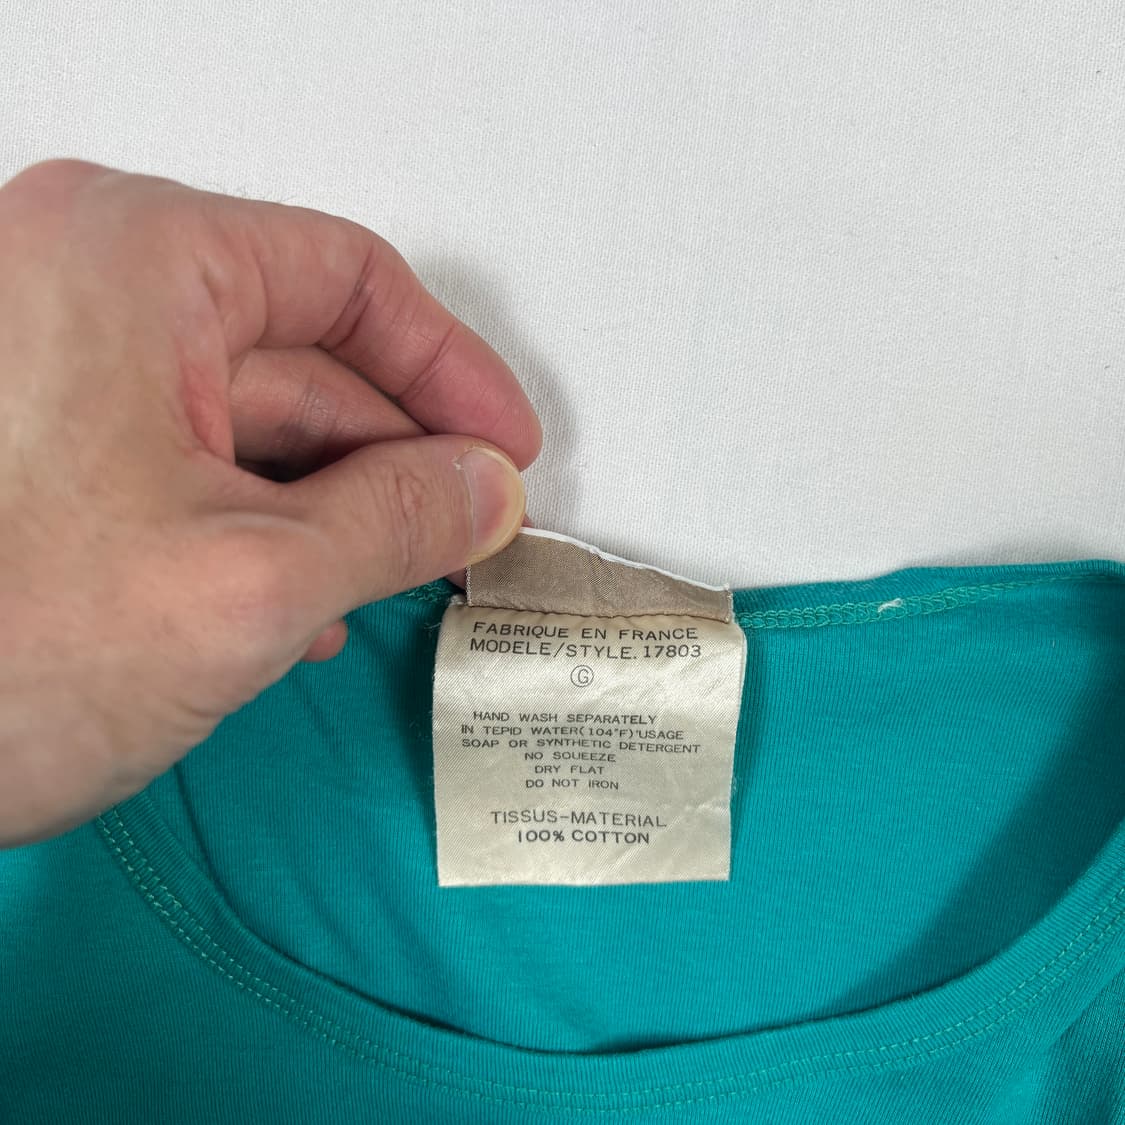 FABRIQUE EN FRANCE
MODELE/STYLE. 17803
G
HAND WASH SEPARATELY
IN TEPID WATER(104°F)'USAGE
SOAP OR SYNTHETIC DETERGENT
NO SQUEEZE
DRY FLAT
DO NOT IRON
TISSUS-MATERIAL
100% COTTON